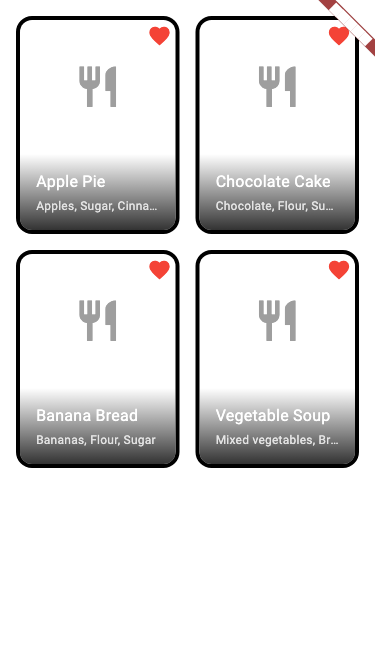 Apple Pie
Apples, Sugar, Cinna...
Chocolate Cake
Chocolate, Flour, Su...
Banana Bread
Bananas, Flour, Sugar
Vegetable Soup
Mixed vegetables, Br...